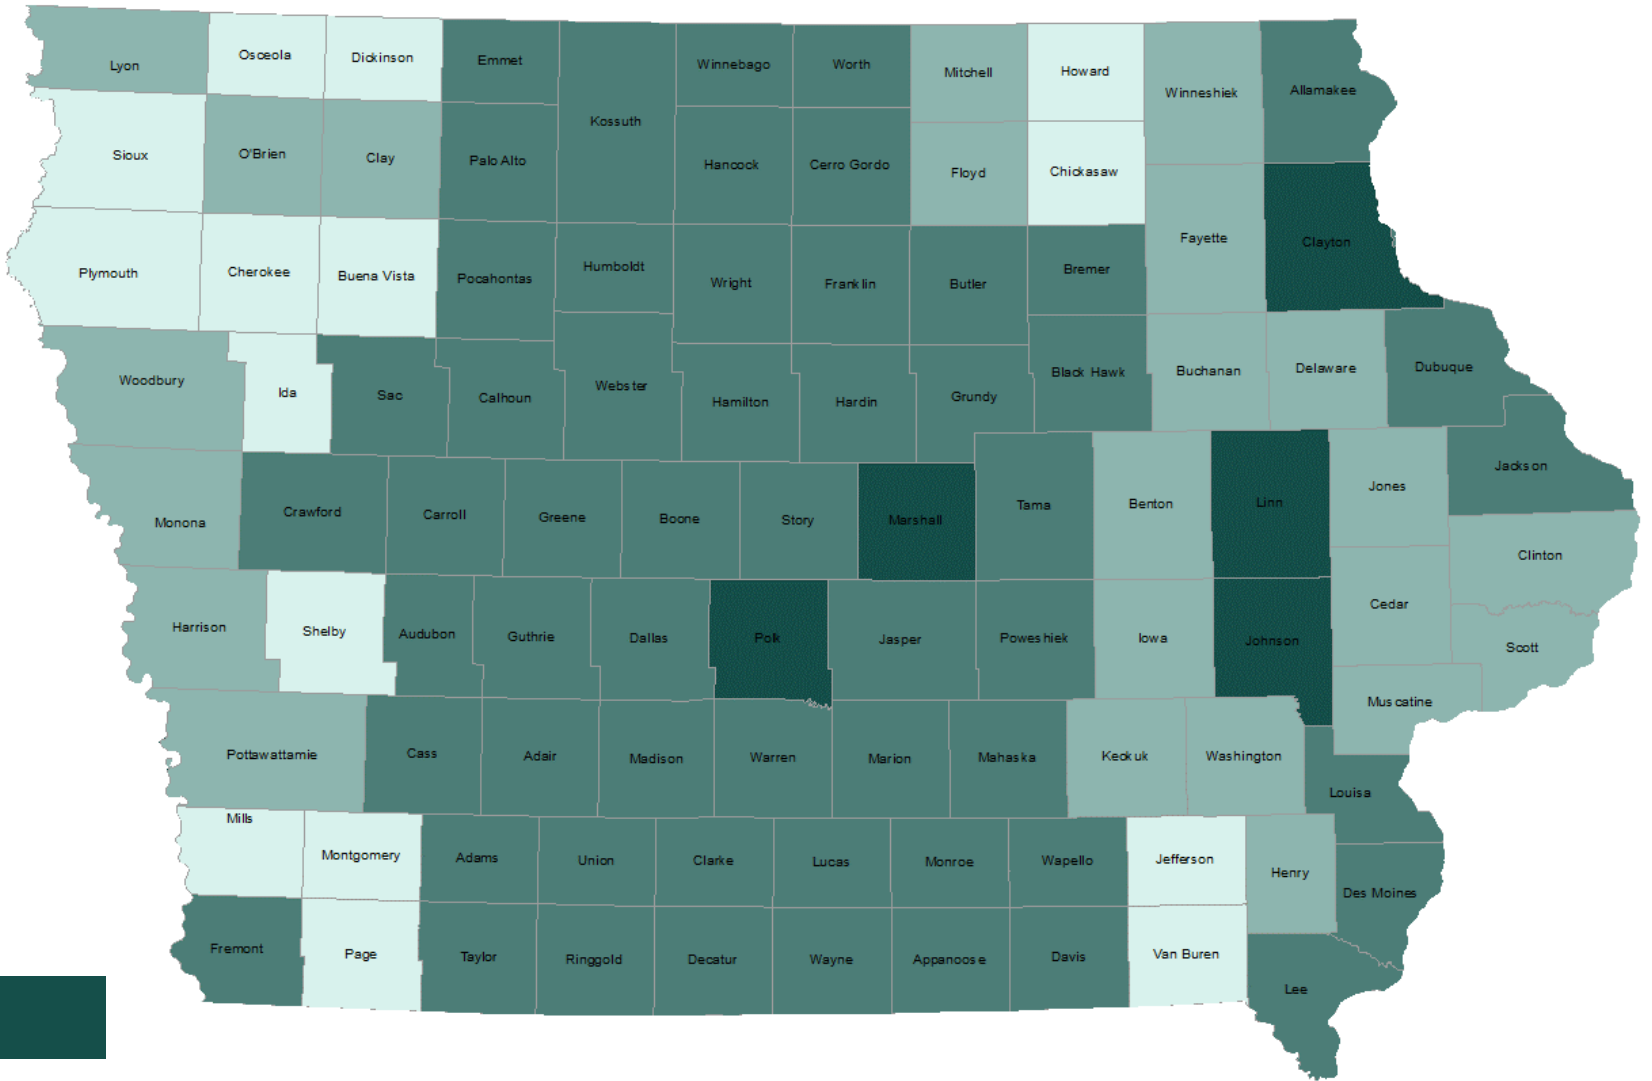 Lyon
Osceola
Dickinson
Emmet
Kossuth
Winnebago
Worth
Mitchell
Howard
Winneshiek
Allamakee
Sioux
O'Brien
Clay
Palo Alto
Hancock
Cerro Gordo
Floyd
Chickasaw
Fayette
Clayton
Plymouth
Cherokee
Buena Vista
Pocahontas
Humboldt
Wright
Franklin
Butler
Bremer
Woodbury
Ida
Sac
Calhoun
Webster
Hamilton
Hardin
Grundy
Black Hawk
Buchanan
Delaware
Dubuque
Monona
Crawford
Carroll
Greene
Boone
Story
Marshall
Tama
Benton
Linn
Jones
Jackson
Clinton
Harrison
Shelby
Audubon
Guthrie
Dallas
Polk
Jasper
Poweshiek
Iowa
Johnson
Cedar
Scott
Muscatine
Pottawattamie
Cass
Adair
Madison
Warren
Marion
Mahaska
Keokuk
Washington
Louisa
Mills
Montgomery
Adams
Union
Clarke
Lucas
Monroe
Wapello
Jefferson
Henry
Des Moines
Fremont
Page
Taylor
Ringgold
Decatur
Wayne
Appanoose
Davis
Van Buren
Lee